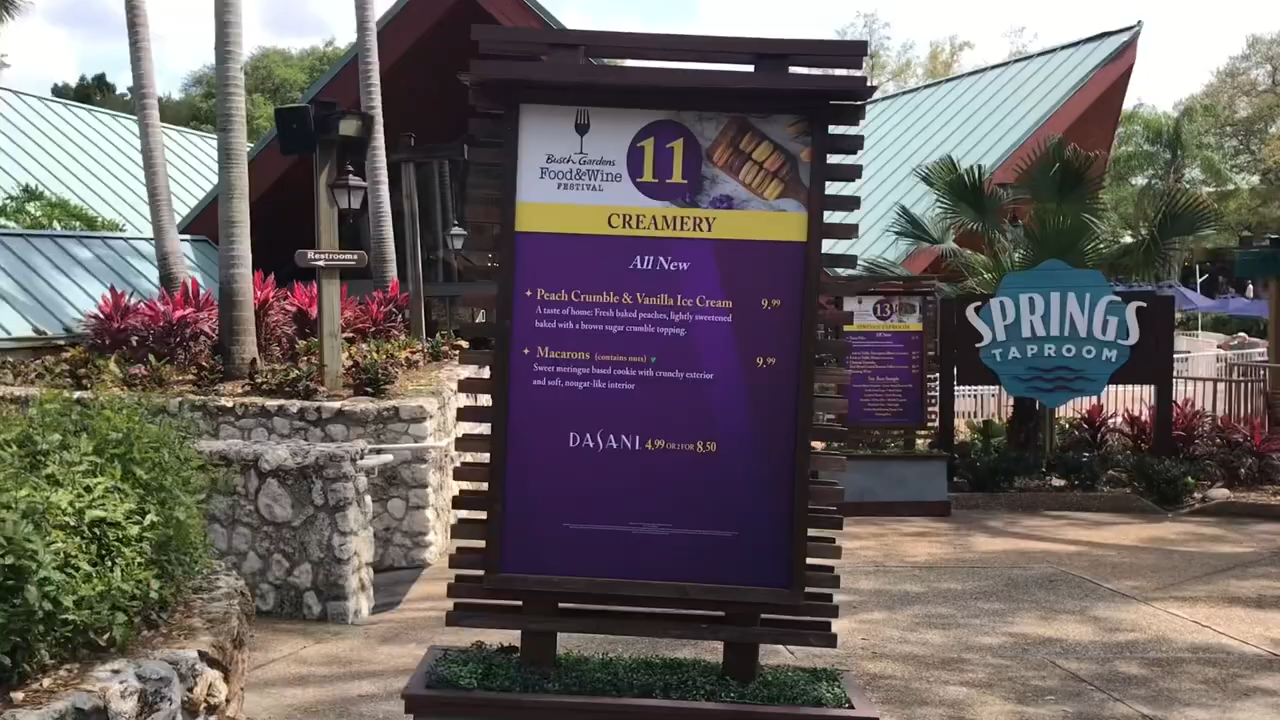 Busch Gardens
Food&Wine
FESTIVAL
11
CREAMERY
All New
Peach Crumble & Vanilla Ice Cream 9.99
A taste of home: Fresh baked peaches, lightly sweetened
baked with a brown sugar crumble topping.
Macarons (contains nuts) 9.99
Sweet meringue based cookie with crunchy exterior
and soft, nougat-like interior
DASANI 4.99 OR 2 FOR 8.50
Restrooms
13
SPRINGS
TAPROOM